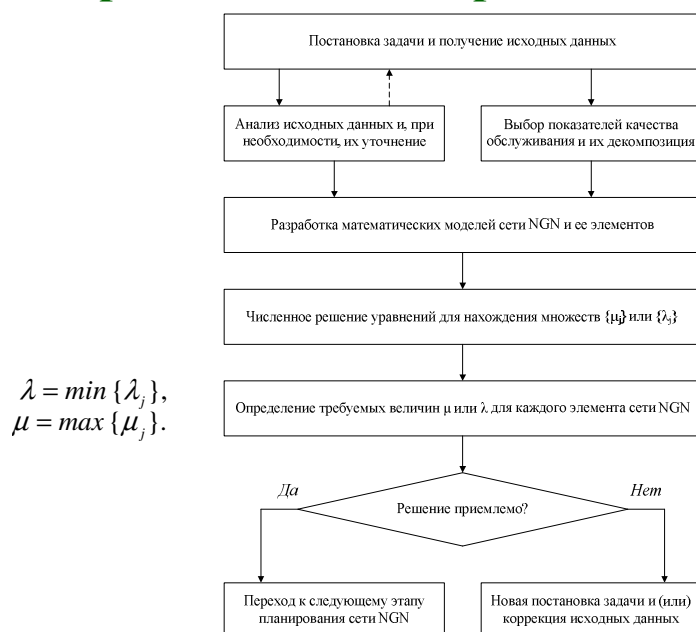 Постановка задачи и получение исходных данных
Анализ исходных данных и, при
необходимости, их уточнение
Выбор показателей качества
обслуживания и их декомпозиция
Разработка математических моделей сети NGN и ее элементов
Численное решение уравнений для нахождения множеств {μj} или {λj}
λ = min {λj},
μ = max {μj}.
Определение требуемых величин μ или λ для каждого элемента сети NGN
Да
Нет
Решение приемлемо?
Переход к следующему этапу
планирования сети NGN
Новая постановка задачи и (или)
коррекция исходных данных